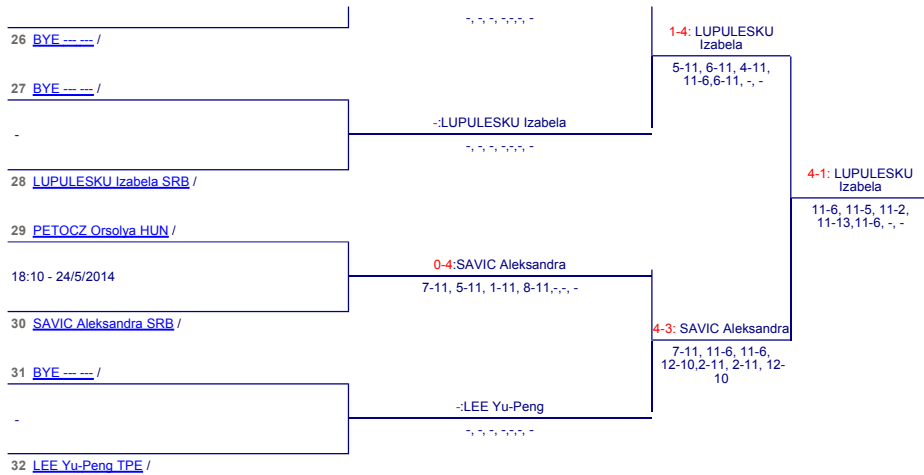 -, -, -, -,-,-, -
26 BYE --- --- /
1-4: LUPULESKU
Izabela
5-11, 6-11, 4-11,
11-6,6-11, -, -
27 BYE --- --- /
-
-:LUPULESKU Izabela
-, -, -, -,-,-, -
28 LUPULESKU Izabela SRB /
4-1: LUPULESKU
Izabela
11-6, 11-5, 11-2,
11-13,11-6, -, -
29 PETOCZ Orsolya HUN /
18:10 - 24/5/2014
0-4:SAVIC Aleksandra
7-11, 5-11, 1-11, 8-11,-,-, -
30 SAVIC Aleksandra SRB /
4-3: SAVIC Aleksandra
7-11, 11-6, 11-6,
12-10,2-11, 2-11, 12-
10
31 BYE --- --- /
-
-:LEE Yu-Peng
-, -, -, -,-,-, -
32 LEE Yu-Peng TPE /